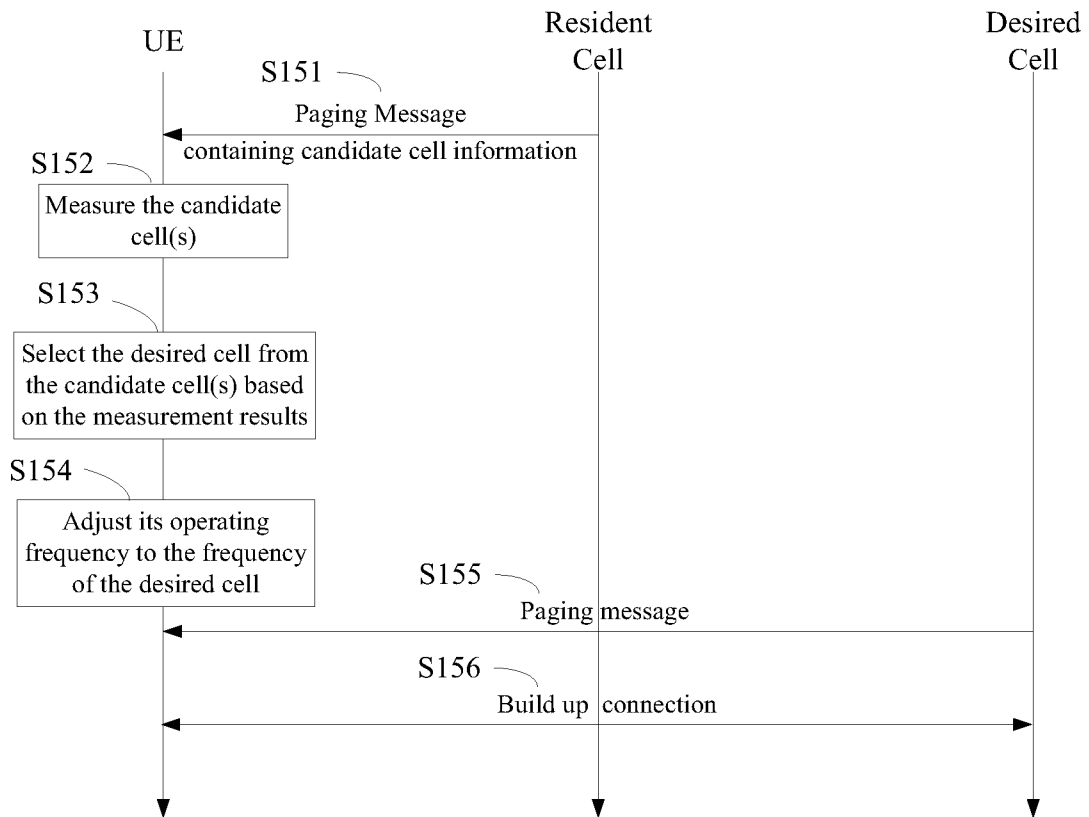 UE
Resident
Cell
Desired
Cell
S151
Paging Message
containing candidate cell information
S152
Measure the candidate
cell(s)
S153
Select the desired cell from
the candidate cell(s) based
on the measurement results
S154
Adjust its operating
frequency to the frequency
of the desired cell
S155
Paging message
S156
Build up connection